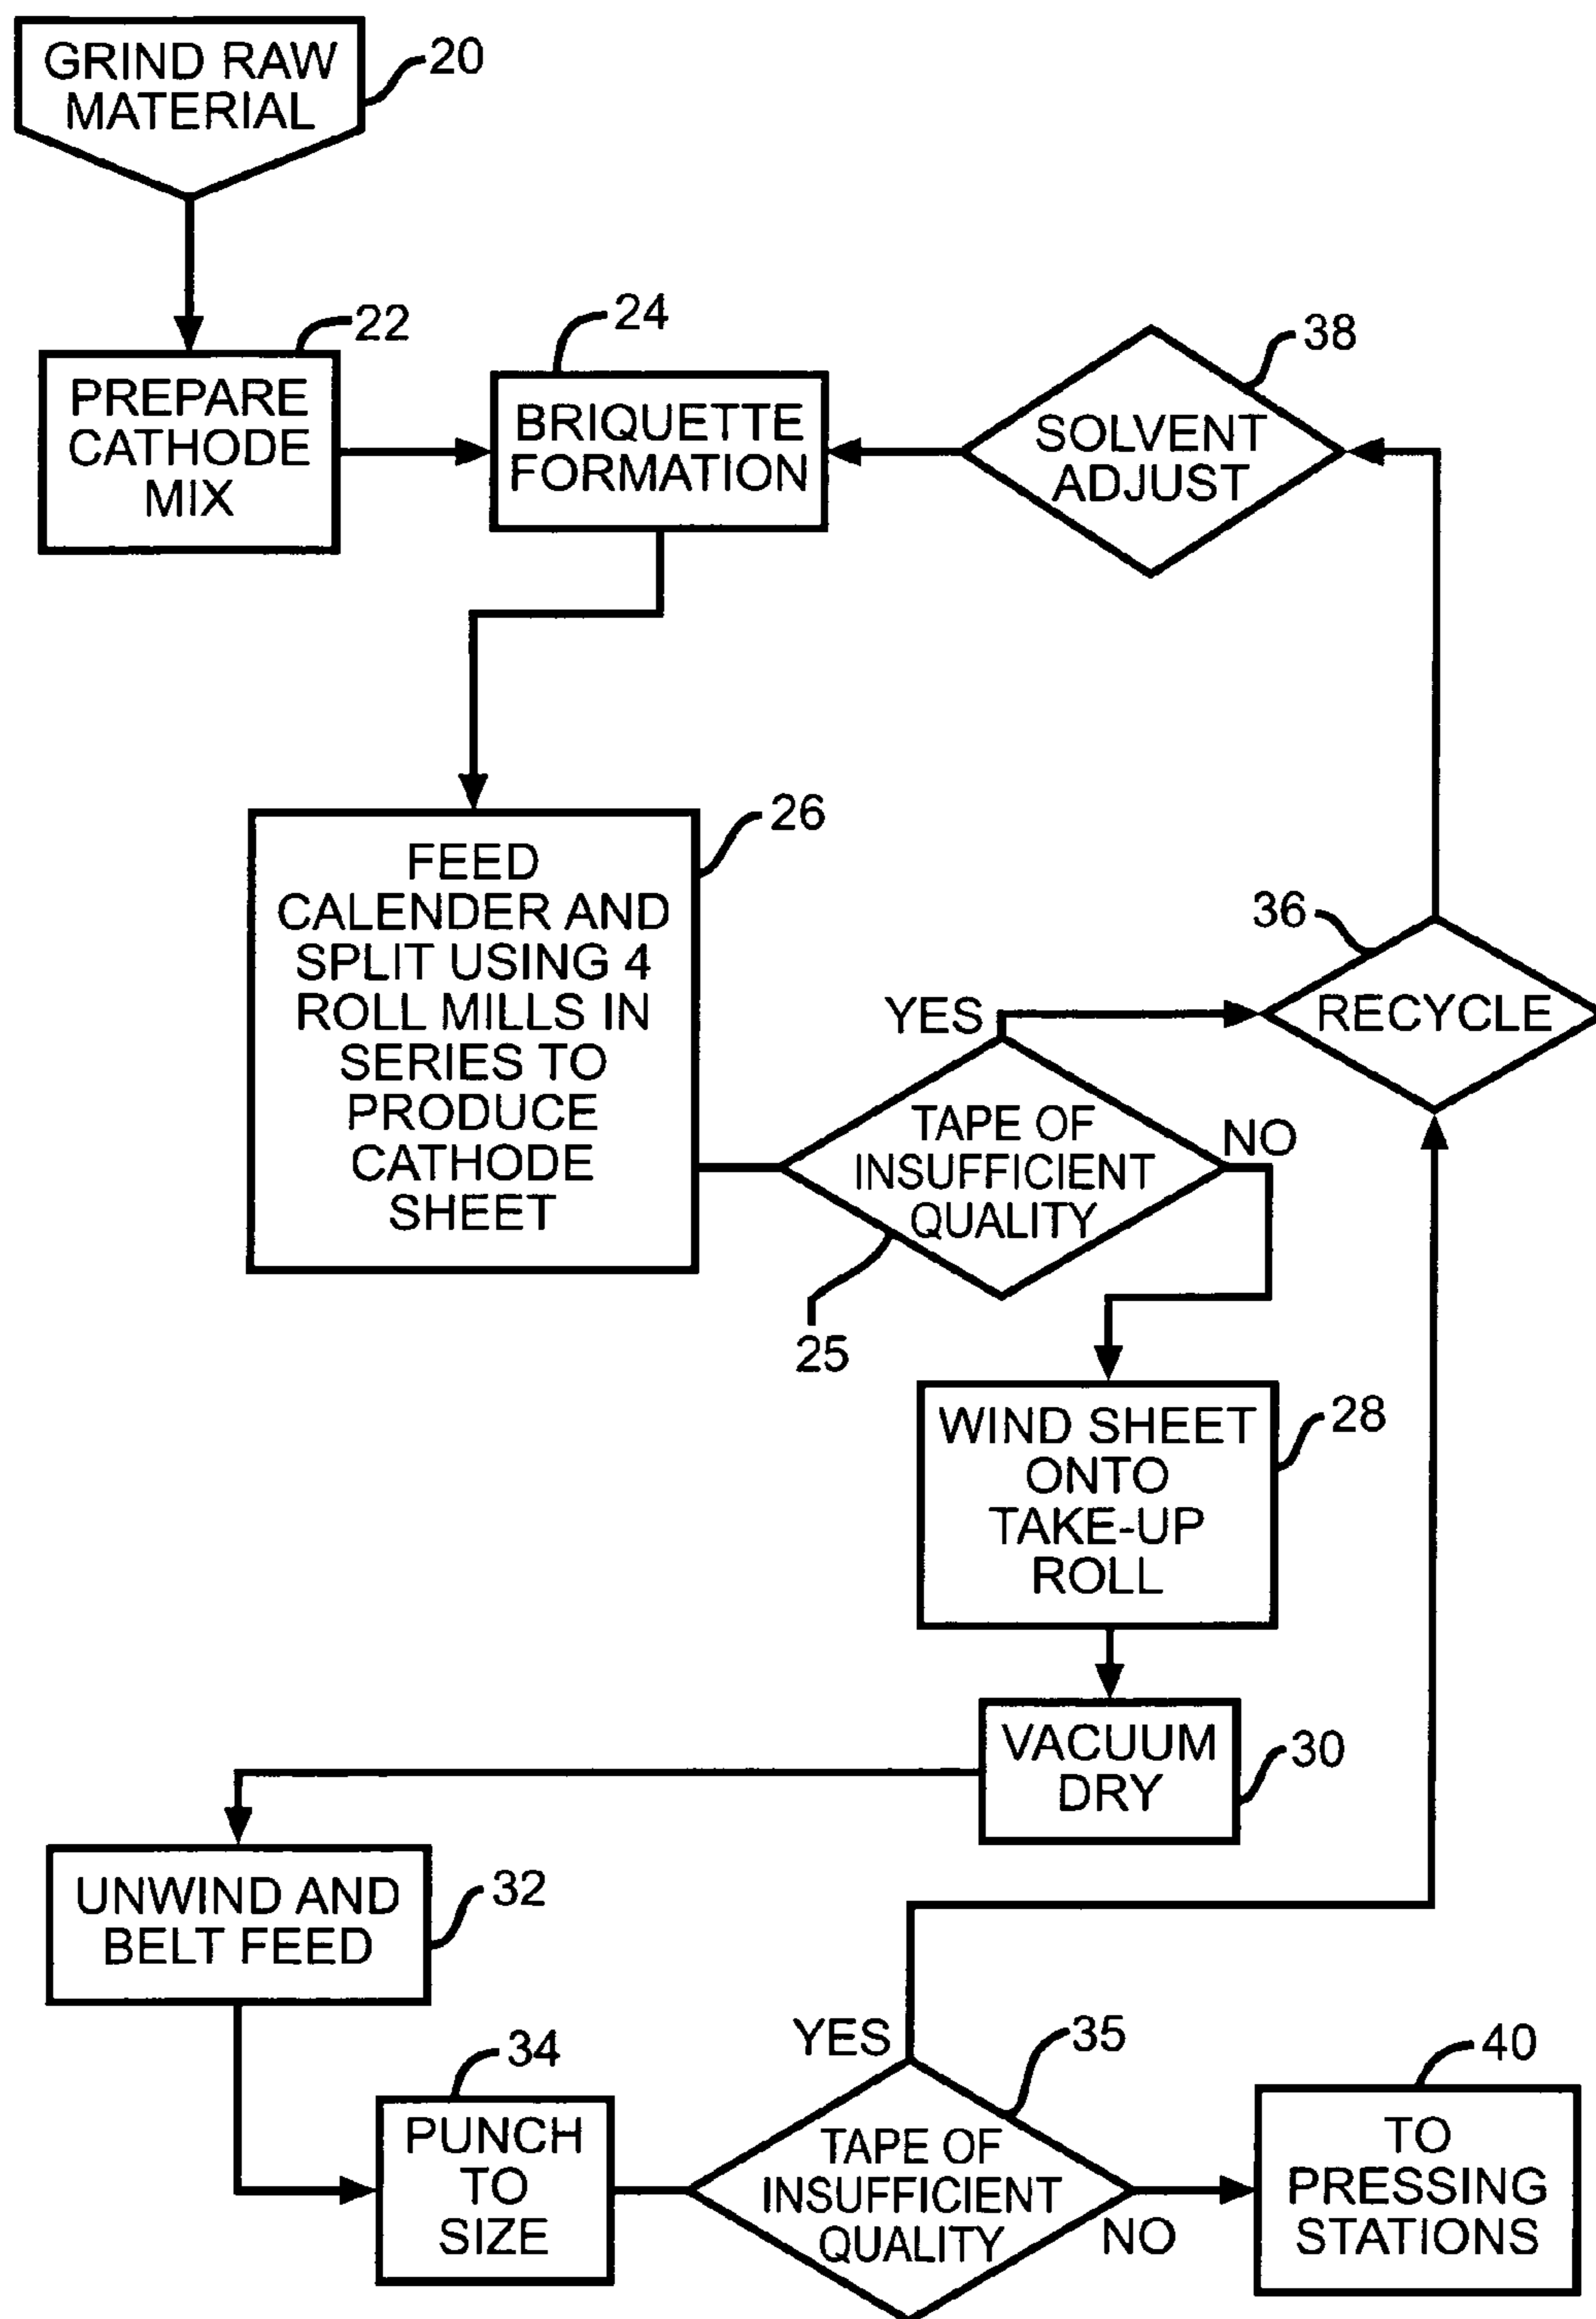 GRIND RAW
MATERIAL
20
22
PREPARE
CATHODE
MIX
24
BRIQUETTE
FORMATION
38
SOLVENT
ADJUST
26
FEED
CALENDER AND
SPLIT USING 4
ROLL MILLS IN
SERIES TO
PRODUCE
CATHODE
SHEET
36
RECYCLE
YES
TAPE OF
INSUFFICIENT
QUALITY
NO
25
28
WIND SHEET
ONTO
TAKE-UP
ROLL
VACUUM
DRY
30
UNWIND AND
BELT FEED
32
34
PUNCH
TO
SIZE
YES
35
TAPE OF
INSUFFICIENT
QUALITY
NO
40
TO
PRESSING
STATIONS